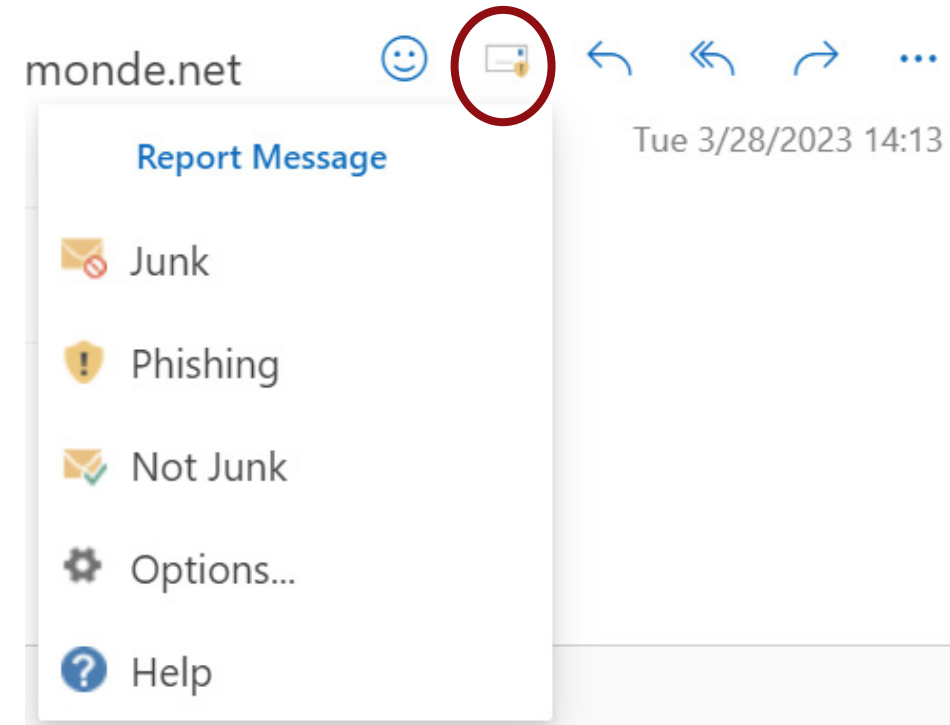 monde.net
Tue 3/28/2023 14:13
Report Message
Junk
Phishing
Not Junk
Options...
Help